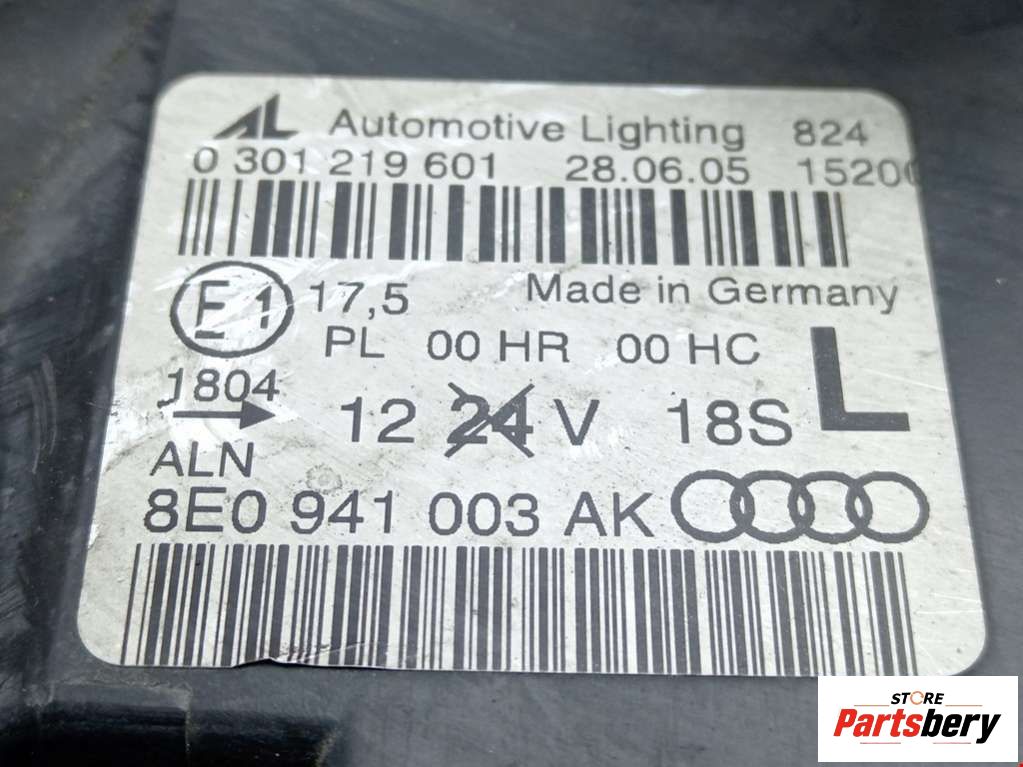 AL Automotive Lighting 824
0 301 219 601 28.06.05 1520
E1 17,5 Made in Germany
PL 00 HR 00 HC
1804 12 24 V 18S L
ALN
8E0 941 003 AK
STORE
Partsbery